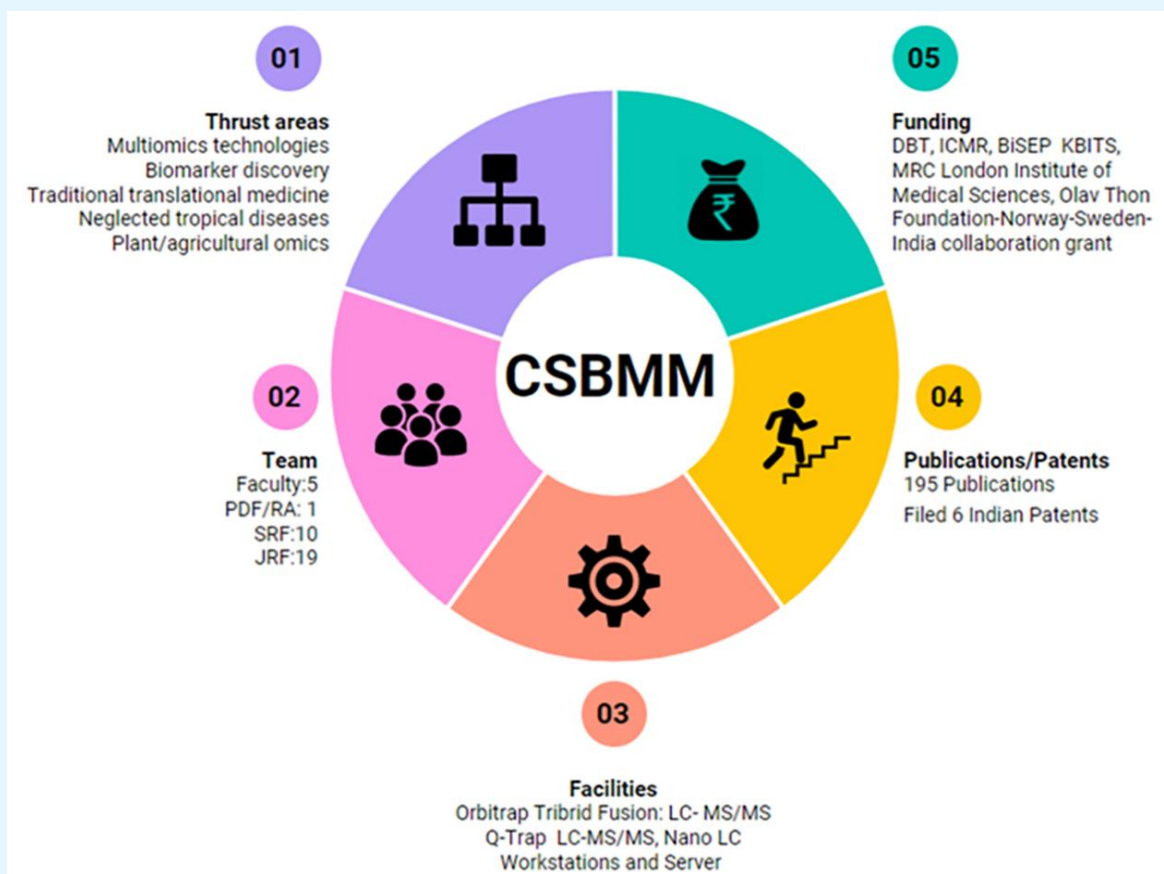 01
Thrust areas
Multiomics technologies
Biomarker discovery
Traditional translational medicine
Neglected tropical diseases
Plant/agricultural omics
02
Team
Faculty:5
PDF/RA: 1
SRF:10
JRF:19
03
Facilities
Orbitrap Tribrid Fusion: LC- MS/MS
Q-Trap LC-MS/MS, Nano LC
Workstations and Server
04
Publications/Patents
195 Publications
Filed 6 Indian Patents
05
Funding
DBT, ICMR, BiSEP KBITS,
MRC London Institute of
Medical Sciences, Olav Thon
Foundation-Norway-Sweden-
India collaboration grant
₹
CSBMM